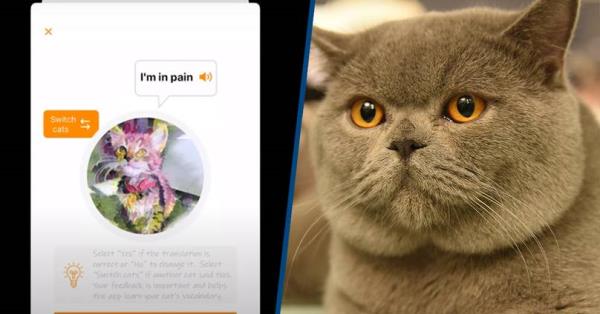 ×
I'm in pain
Switch
cats
Select "Yes" if the translation is
correct or "No" to change it. Select
"Switch cats" if another cat said this.
Your feedback is important and helps
the app learn your cat's vocabulary.